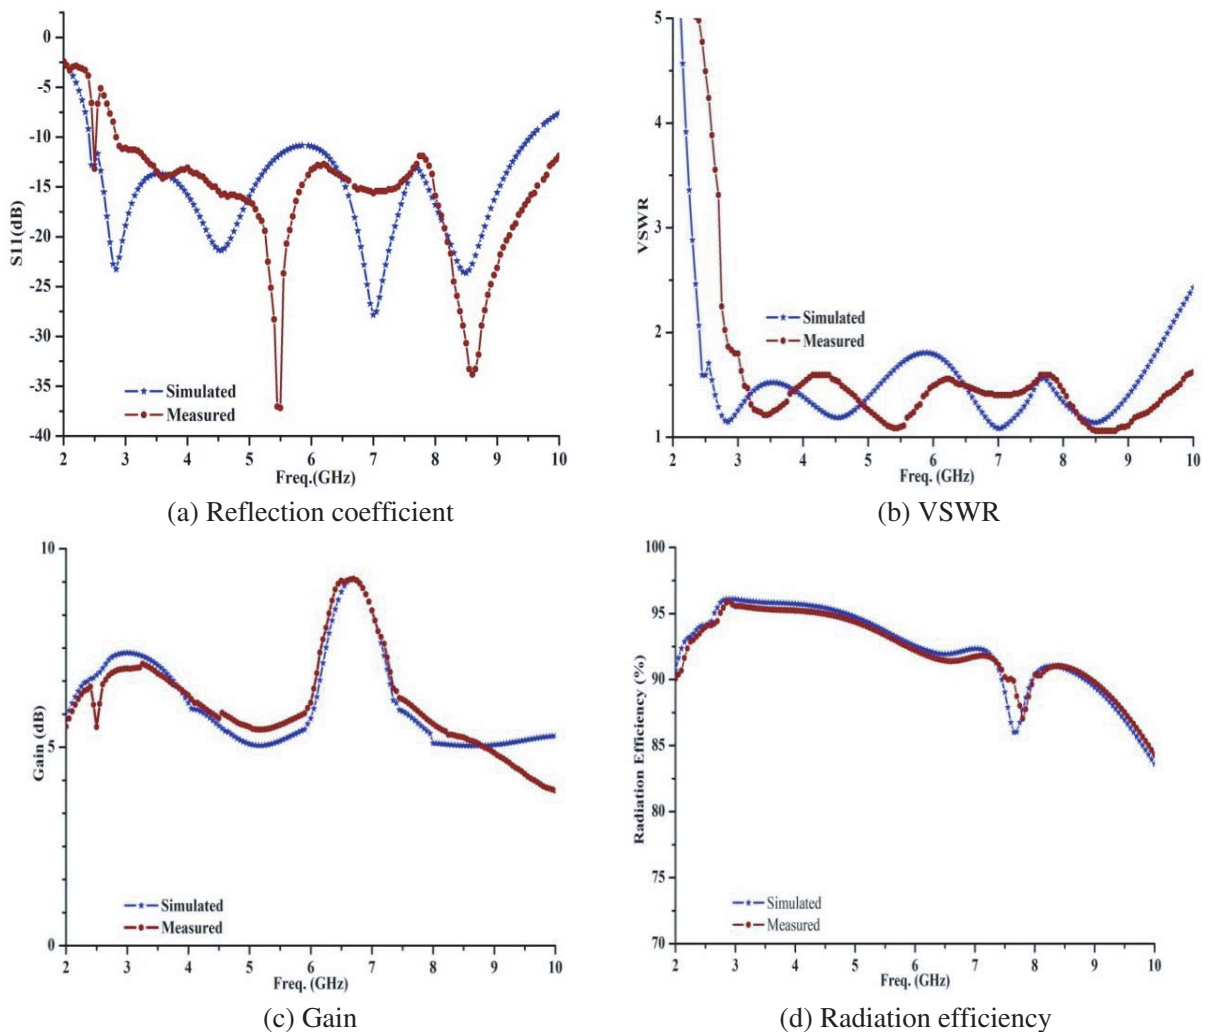 0
-5
-10
-15
-20
-25
-30
-35
-40
S11(dB)
Simulated
Measured
2 3 4 5 6 7 8 9 10
Freq.(GHz)
(a) Reflection coefficient
5
4
3
2
1
VSWR
Simulated
Measured
2 3 4 5 6 7 8 9 10
Freq. (GHz)
(b) VSWR
10
5
0
Gain (dB)
Simulated
Measured
2 3 4 5 6 7 8 9 10
Freq. (GHz)
(c) Gain
100
95
90
85
80
75
70
Radiation Efficiency (%)
Simulated
Measured
2 3 4 5 6 7 8 9 10
Freq. (GHz)
(d) Radiation efficiency